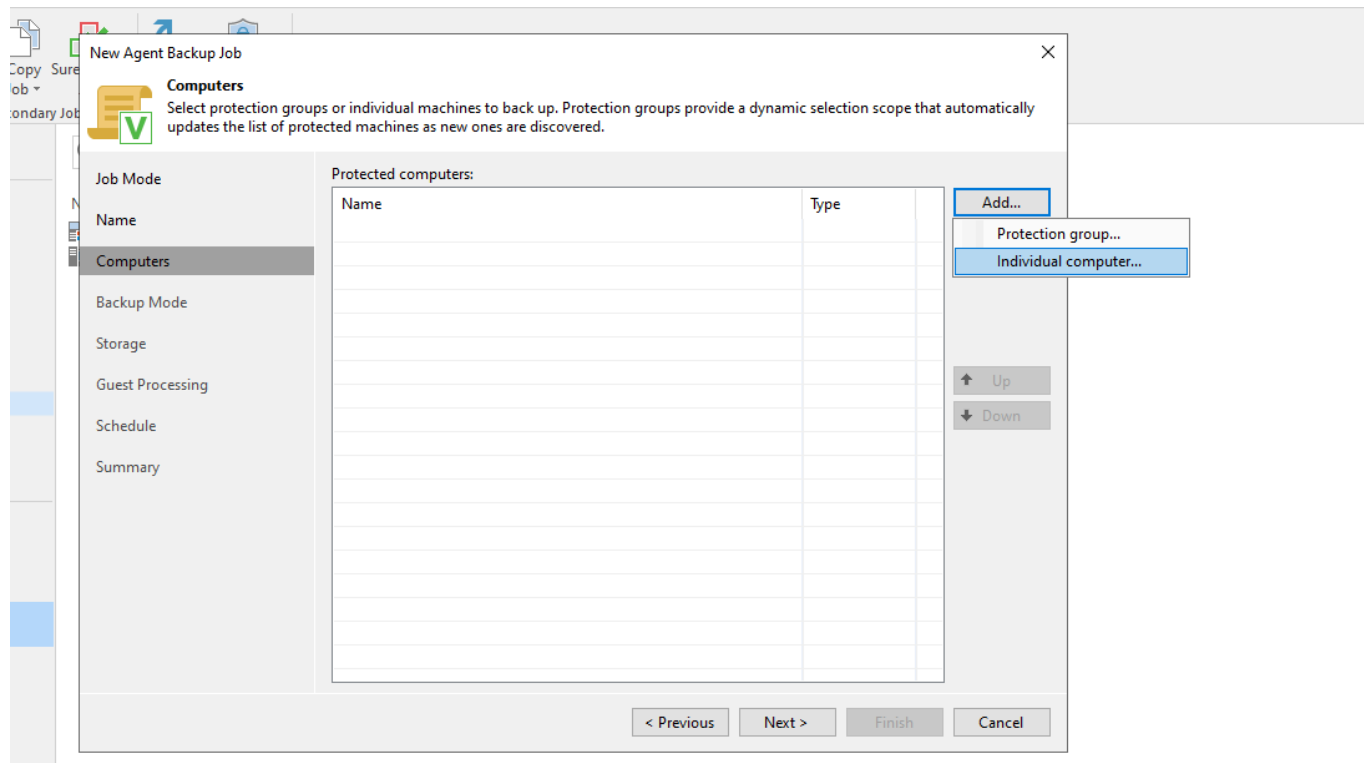 Copy Sure
Job
Secondary Job
New Agent Backup Job
Computers
Select protection groups or individual machines to back up. Protection groups provide a dynamic selection scope that automatically
updates the list of protected machines as new ones are discovered.
Job Mode
Name
Computers
Backup Mode
Storage
Guest Processing
Schedule
Summary
Protected computers:
Name Type
Add...
Protection group...
Individual computer...
Up
Down
< Previous Next > Finish Cancel